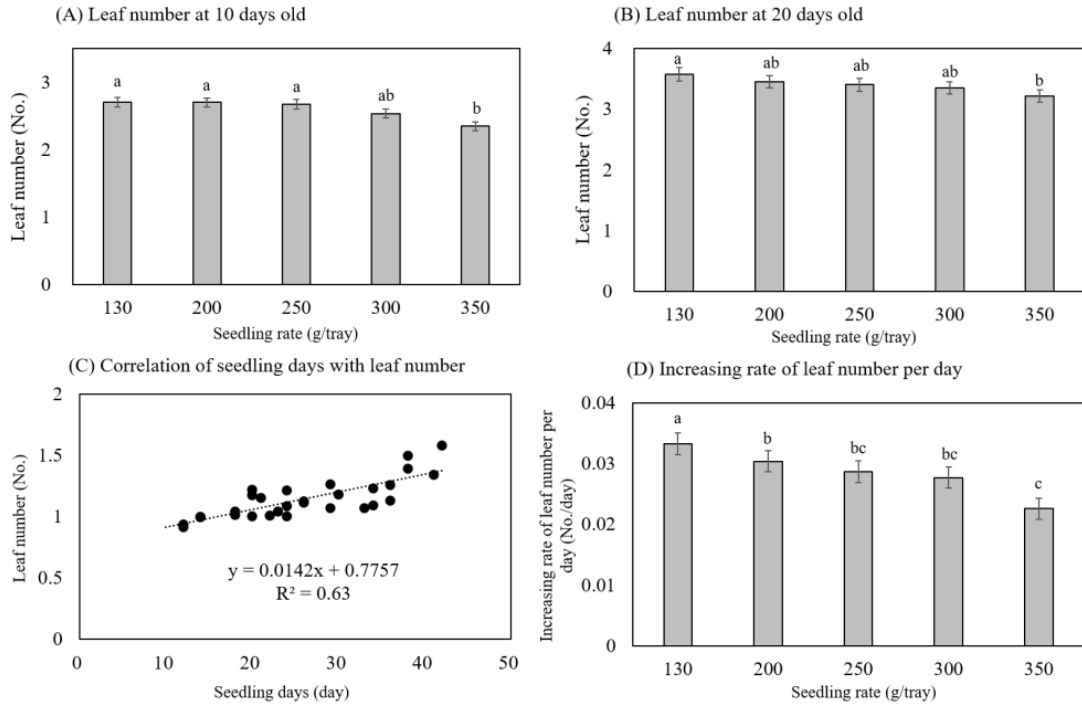 (A) Leaf number at 10 days old
Leaf number (No.)
3
2
1
0
a
a
a
ab
b
130 200 250 300 350
Seedling rate (g/tray)
(B) Leaf number at 20 days old
Leaf number (No.)
4
3
2
1
0
a
ab
ab
ab
b
130 200 250 300 350
Seedling rate (g/tray)
(C) Correlation of seedling days with leaf number
Leaf number (No.)
2
1.5
1
0.5
0
y = 0.0142x + 0.7757
R² = 0.63
0 10 20 30 40 50
Seedling days (day)
(D) Increasing rate of leaf number per day
Increasing rate of leaf number per
day (No./day)
0.04
0.03
0.02
0.01
0
a
b
bc
bc
c
130 200 250 300 350
Seedling rate (g/tray)